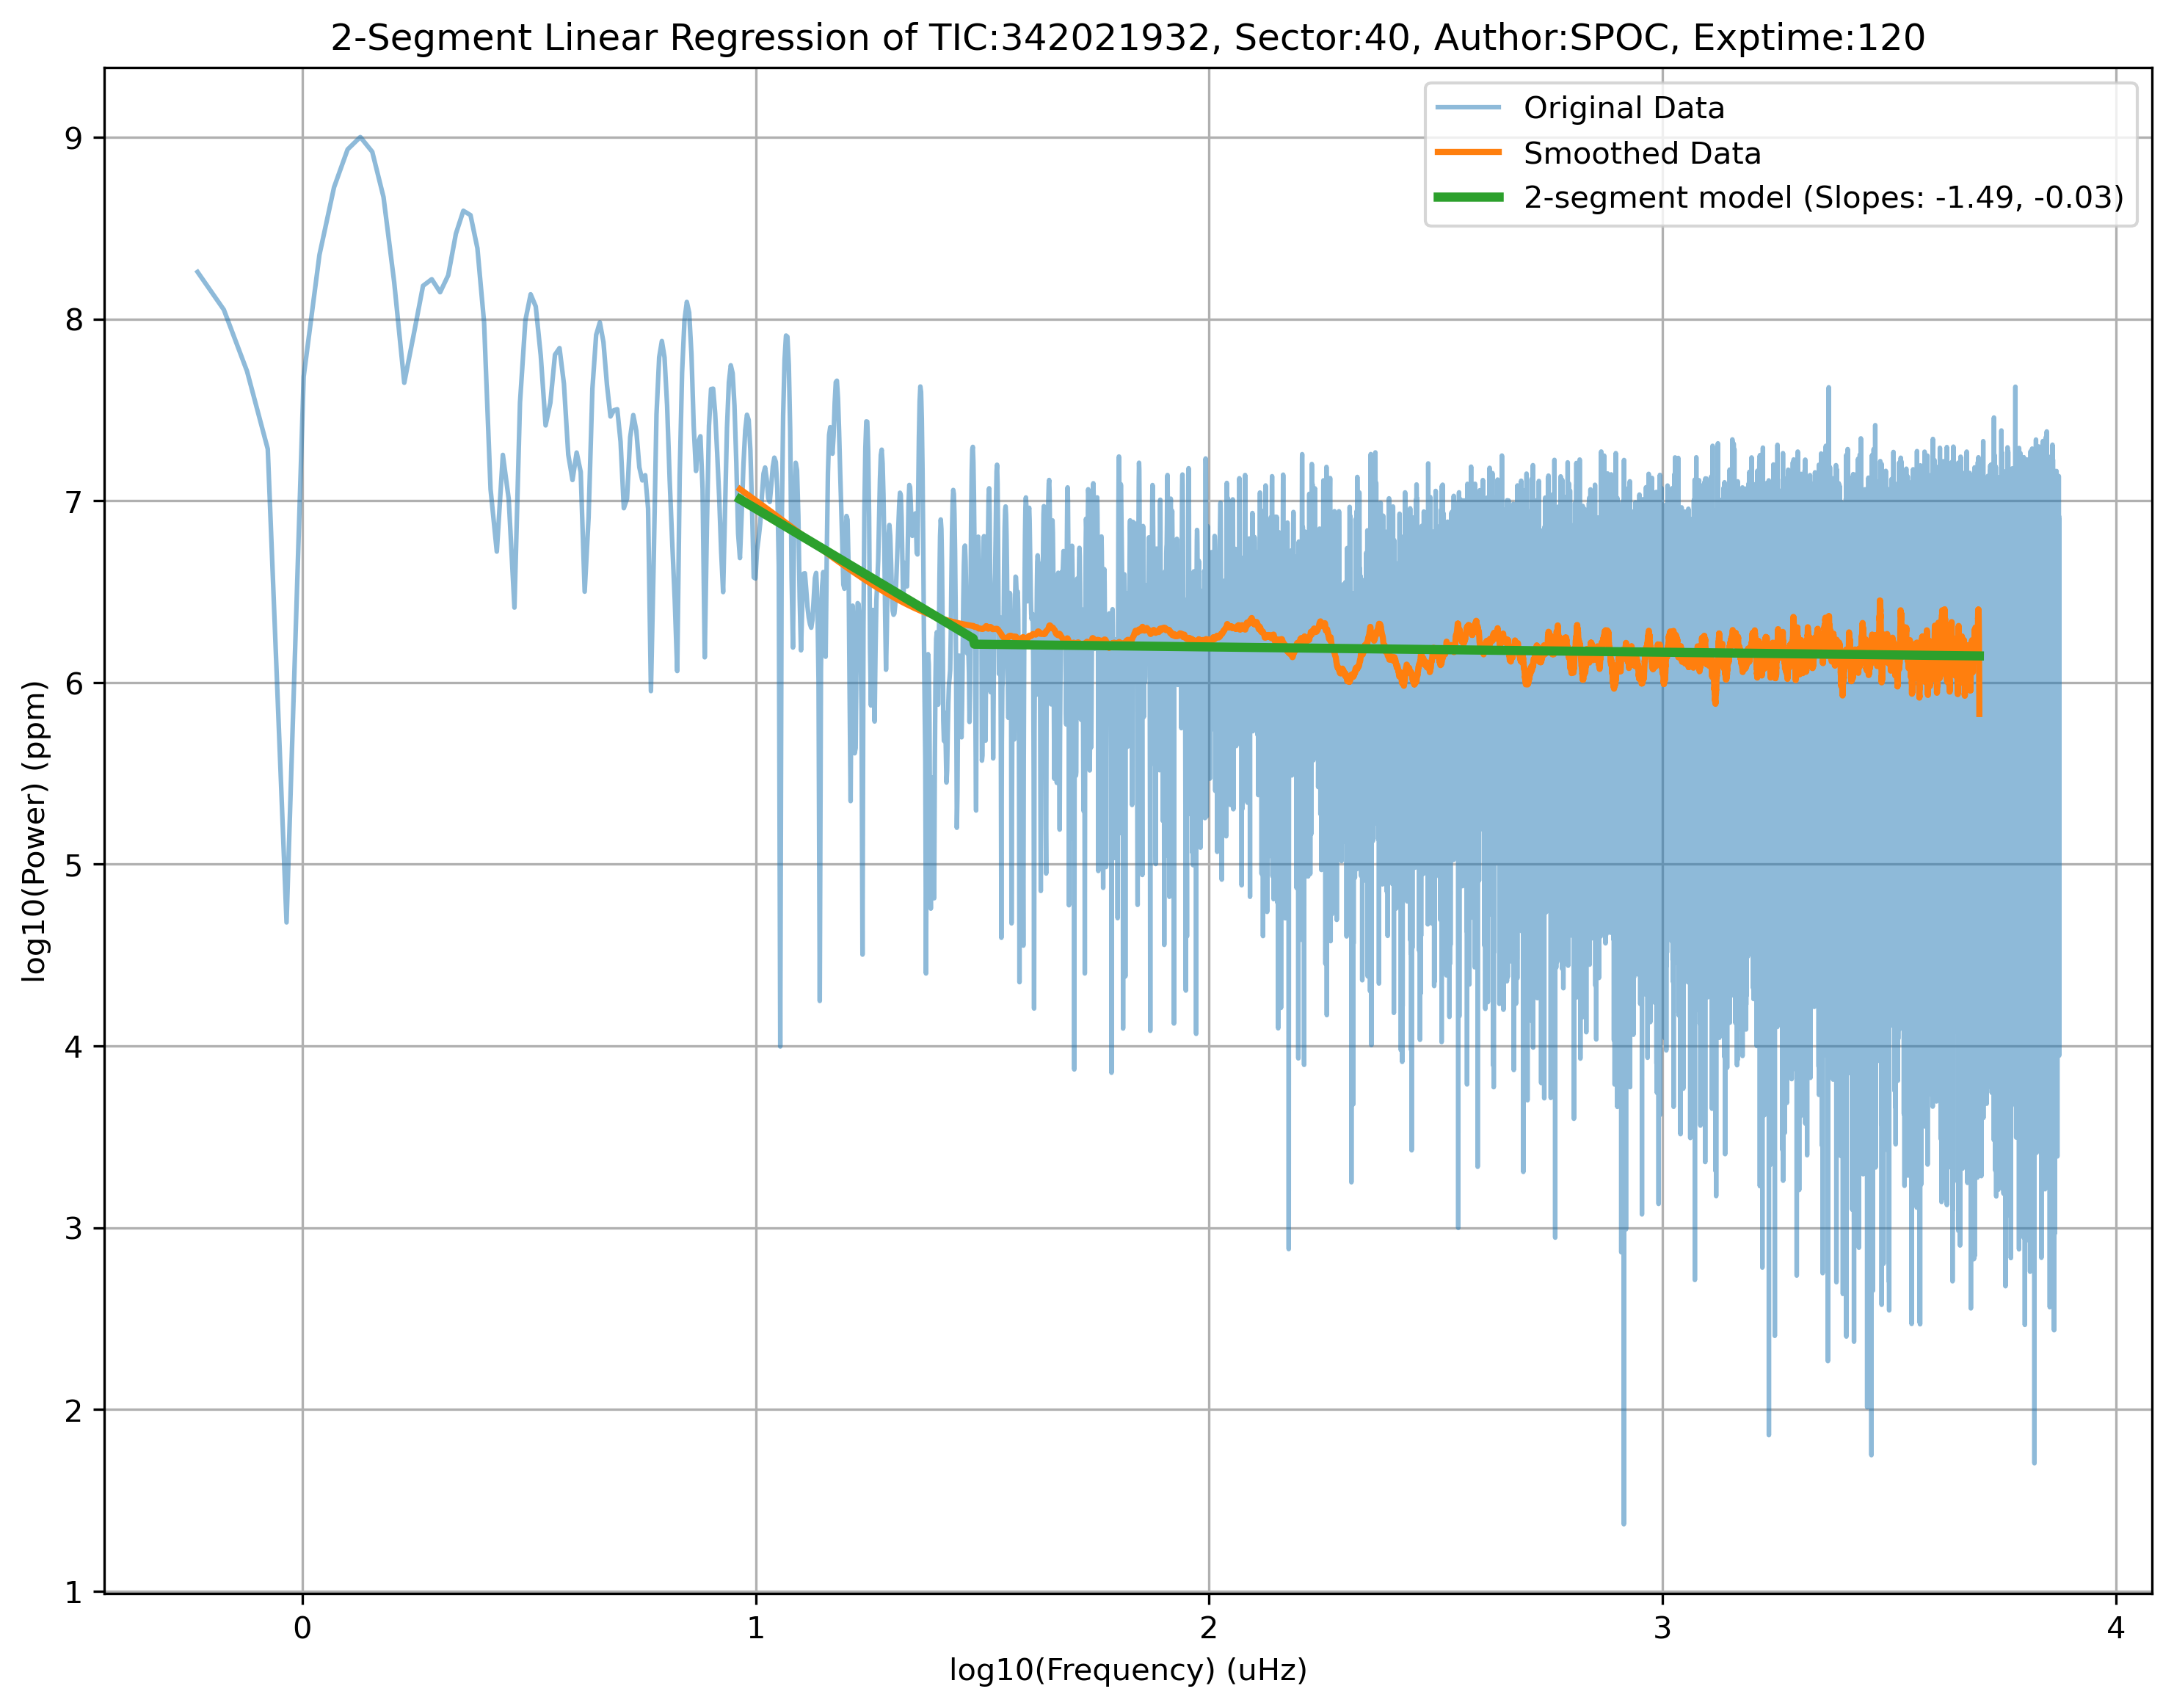 2-Segment Linear Regression of TIC:342021932, Sector:40, Author:SPOC, Exptime:120
Original Data
Smoothed Data
2-segment model (Slopes: -1.49, -0.03)
log10(Power) (ppm)
9
8
7
6
5
4
3
2
1
0 1 2 3 4
log10(Frequency) (uHz)